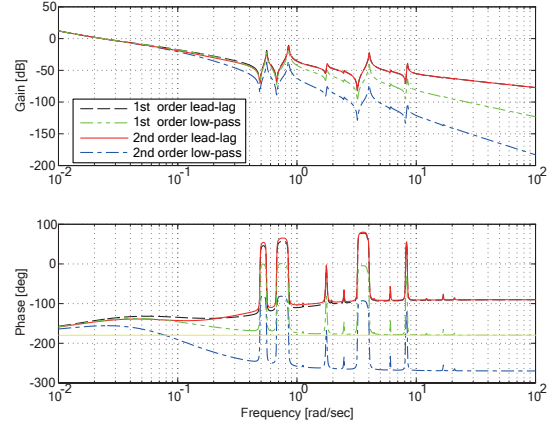 50
0
-50
-100
-150
-200
Gain [dB]
1st order lead-lag
1st order low-pass
2nd order lead-lag
2nd order low-pass
10^-2 10^-1 10^0 10^1 10^2
100
0
-100
-200
-300
Phase [deg]
10^-2 10^-1 10^0 10^1 10^2
Frequency [rad/sec]